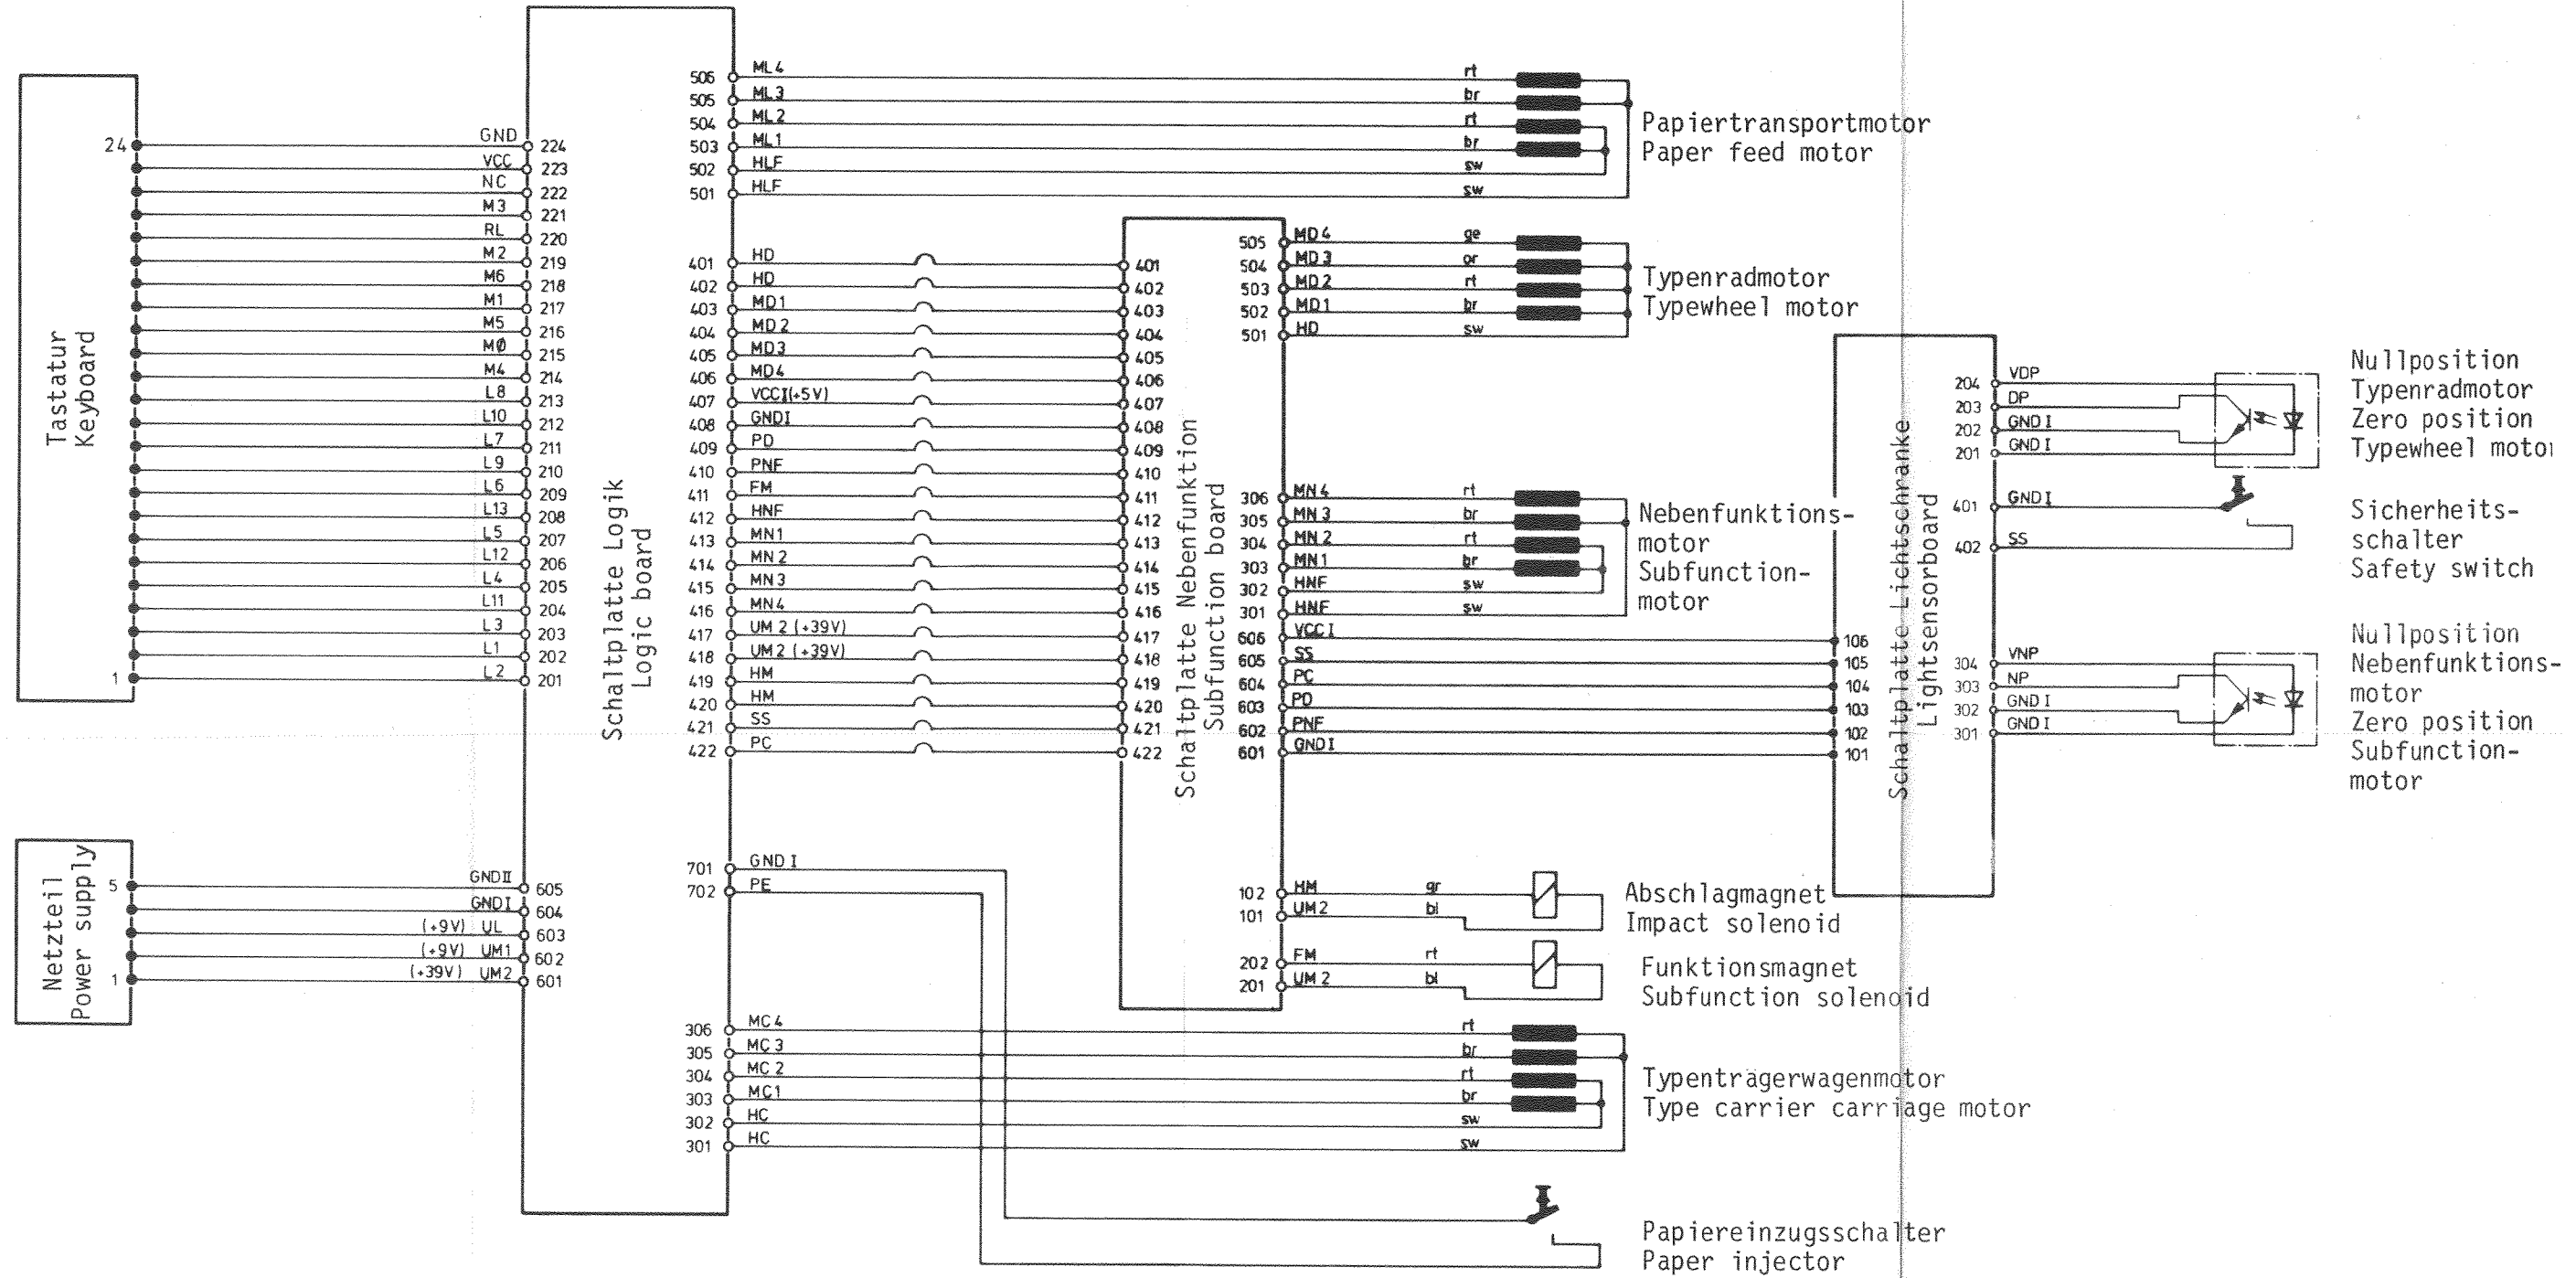 Tastatur
Keyboard
24
1
GND 224
VCC 223
NC 222
M3 221
RL 220
M2 219
M6 218
M1 217
M5 216
MØ 215
M4 214
L8 213
L10 212
L7 211
L9 210
L6 209
L13 208
L5 207
L12 206
L4 205
L11 204
L3 203
L1 202
L2 201
Netzteil
Power supply
5
1
GNDII 605
GNDI 604
(+9V) UL 603
(+9V) UM1 602
(+39V) UM2 601
Schaltplatte Logik
Logic board
506 ML4 rt
505 ML3 br
504 ML2 rt
503 ML1 br
502 HLF sw
501 HLF sw
Papiertransportmotor
Paper feed motor
401 HD 401
402 HD 402
403 MD1 403
404 MD2 404
405 MD3 405
406 MD4 406
407 VCCI(+5V) 407
408 GNDI 408
409 PD 409
410 PNF 410
411 FM 411
412 HNF 412
413 MN1 413
414 MN2 414
415 MN3 415
416 MN4 416
417 UM2 (+39V) 417
418 UM2 (+39V) 418
419 HM 419
420 HM 420
421 SS 421
422 PC 422
701 GNDI
702 PE
306 MC4 rt
305 MC3 br
304 MC2 rt
303 MC1 br
302 HC sw
301 HC sw
Typenträgerwagenmotor
Type carrier carriage motor
Papiereinzugsschalter
Paper injector
Schaltplatte Nebenfunktion
Subfunction board
505 MD4 ge
504 MD3 or
503 MD2 rt
502 MD1 br
501 HD sw
Typenradmotor
Typewheel motor
306 MN4 rt
305 MN3 br
304 MN2 rt
303 MN1 br
302 HNF sw
301 HNF sw
Nebenfunktions-
motor
Subfunction-
motor
606 VCCI 106
605 SS 105
604 PC 104
603 PD 103
602 PNF 102
601 GNDI 101
102 HM gr
101 UM2 bl
Abschlagmagnet
Impact solenoid
202 FM rt
201 UM2 bl
Funktionsmagnet
Subfunction solenoid
Schaltplatte Lichtschranke
Lightsensorboard
204 VDP
203 DP
202 GNDI
201 GNDI
Nullposition
Typenradmotor
Zero position
Typewheel motor
401 GNDI
402 SS
Sicherheits-
schalter
Safety switch
304 VNP
303 NP
302 GNDI
301 GNDI
Nullposition
Nebenfunktions-
motor
Zero position
Subfunction-
motor